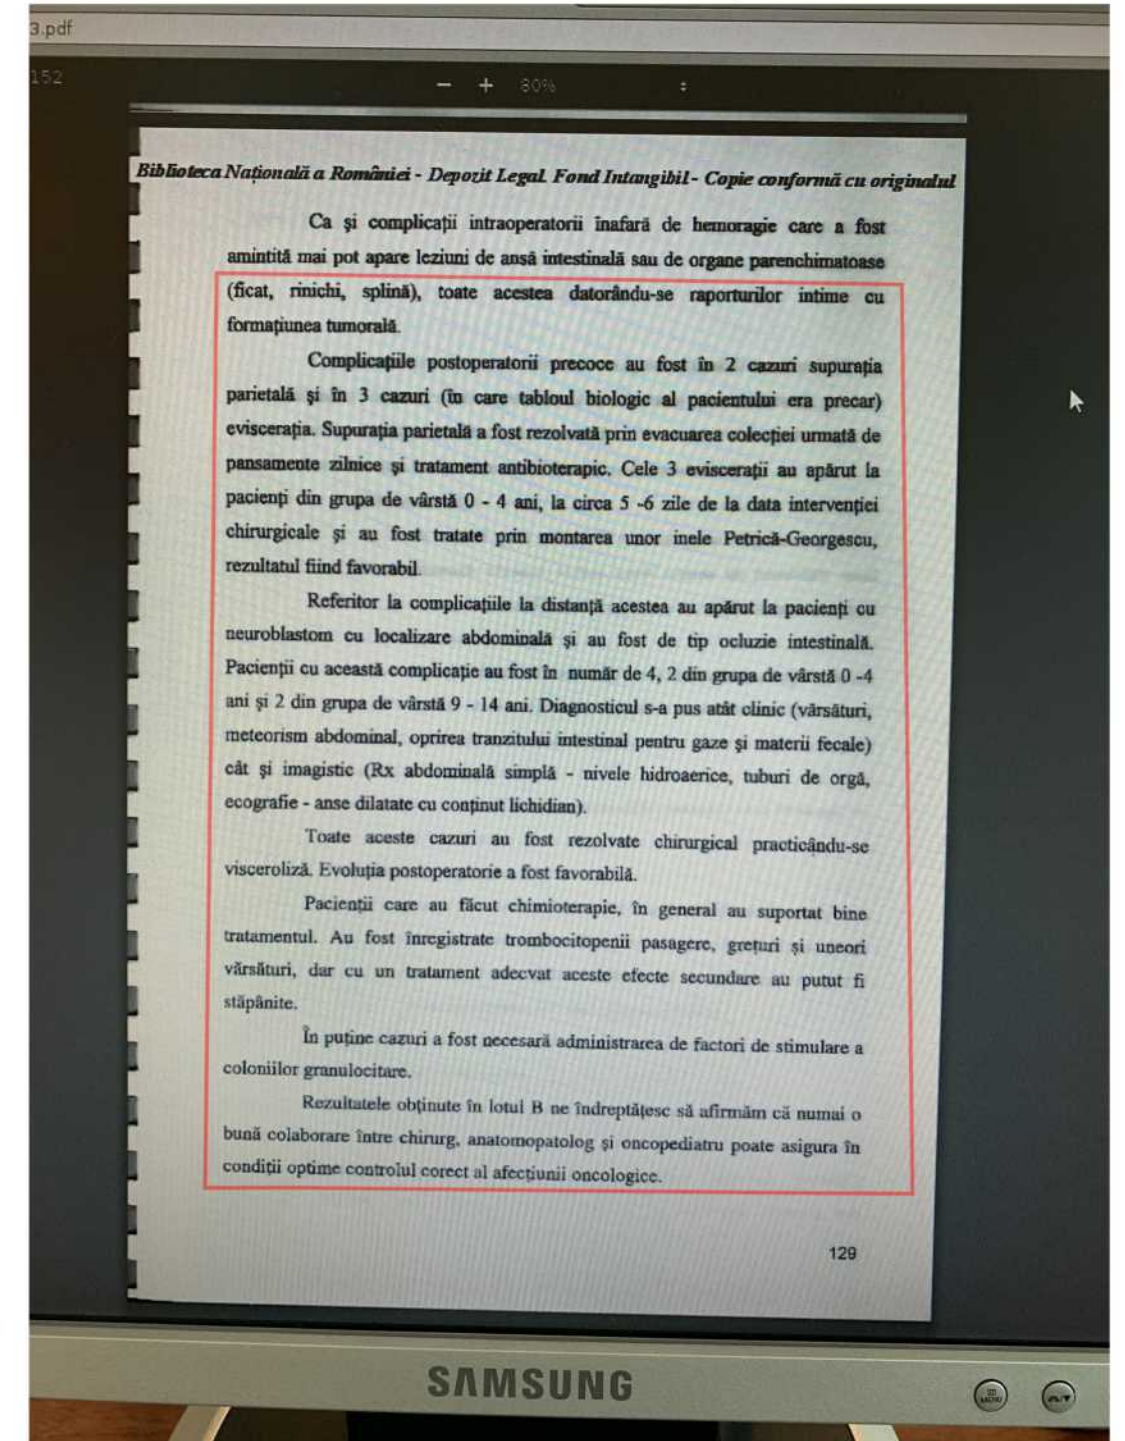 3.pdf
152
− + 80%
Biblioteca Națională a României - Depozit Legal. Fond Intangibil - Copie conformă cu originalul
Ca și complicații intraoperatorii înafară de hemoragie care a fost
amintită mai pot apare leziuni de ansă intestinală sau de organe parenchimatoase
(ficat, rinichi, splină), toate acestea datorându-se raporturilor intime cu
formațiunea tumorală.
Complicațiile postoperatorii precoce au fost în 2 cazuri supurația
parietală și în 3 cazuri (în care tabloul biologic al pacientului era precar)
eviscerația. Supurația parietală a fost rezolvată prin evacuarea colecției urmată de
pansamente zilnice și tratament antibioterapic. Cele 3 eviscerații au apărut la
pacienți din grupa de vârstă 0 - 4 ani, la circa 5 -6 zile de la data intervenției
chirurgicale și au fost tratate prin montarea unor inele Petrică-Georgescu,
rezultatul fiind favorabil.
Referitor la complicațiile la distanță acestea au apărut la pacienți cu
neuroblastom cu localizare abdominală și au fost de tip ocluzie intestinală.
Pacienții cu această complicație au fost în număr de 4, 2 din grupa de vârstă 0 -4
ani și 2 din grupa de vârstă 9 - 14 ani. Diagnosticul s-a pus atât clinic (vărsături,
meteorism abdominal, oprirea tranzitului intestinal pentru gaze și materii fecale)
cât și imagistic (Rx abdominală simplă - nivele hidroaerice, tuburi de orgă,
ecografie - anse dilatate cu conținut lichidian).
Toate aceste cazuri au fost rezolvate chirurgical practicându-se
visceroliză. Evoluția postoperatorie a fost favorabilă.
Pacienții care au făcut chimioterapie, în general au suportat bine
tratamentul. Au fost înregistrate trombocitopenii pasagere, grețuri și uneori
vărsături, dar cu un tratament adecvat aceste efecte secundare au putut fi
stăpânite.
În puține cazuri a fost necesară administrarea de factori de stimulare a
coloniilor granulocitare.
Rezultatele obținute în lotul B ne îndreptățesc să afirmăm că numai o
bună colaborare între chirurg, anatomopatolog și oncopediatru poate asigura în
condiții optime controlul corect al afecțiunii oncologice.
129
SAMSUNG
MENU